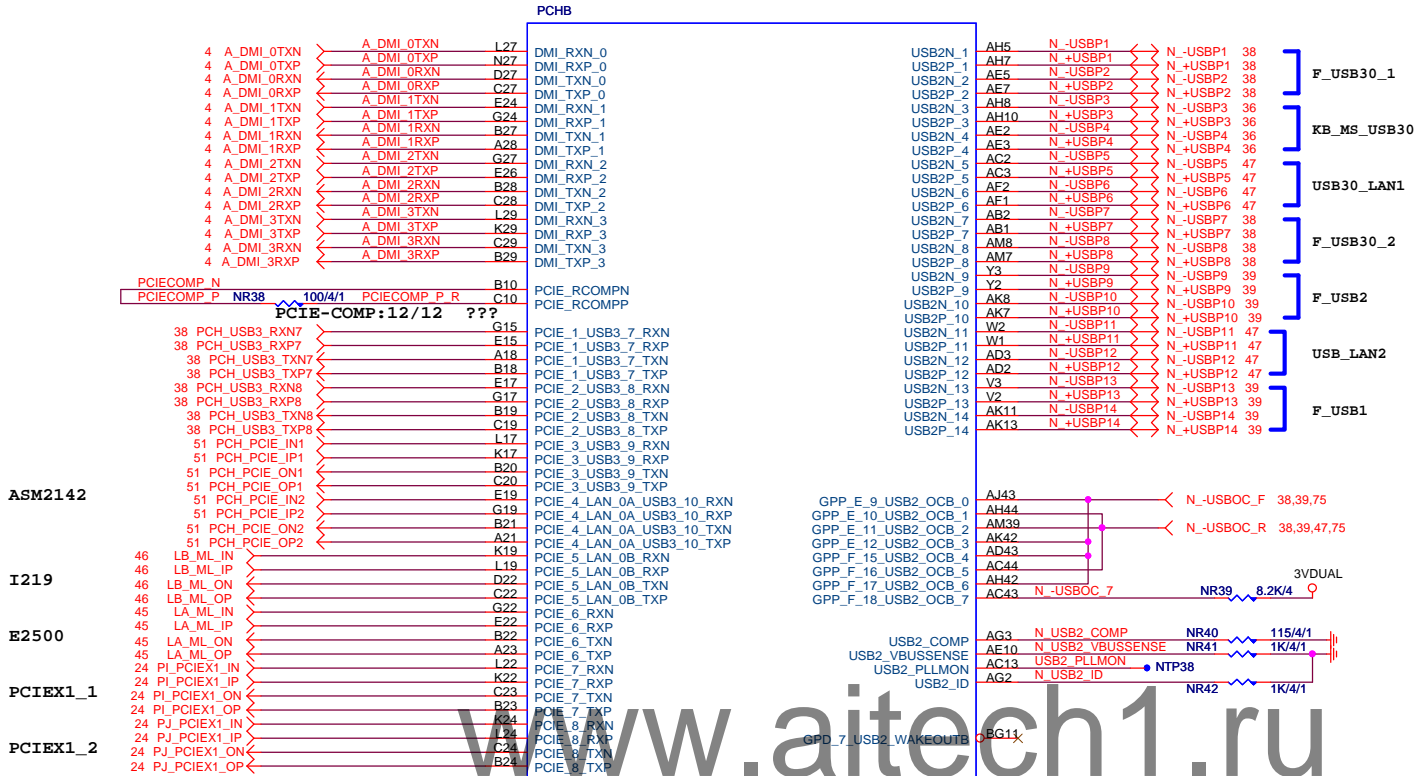 PCHB
4 A_DMI_0TXN A_DMI_0TXN L27 DMI_RXN_0 USB2N_1 AH5 N_-USBP1 N_-USBP1 38
4 A_DMI_0TXP A_DMI_0TXP N27 DMI_RXP_0 USB2P_1 AH7 N_+USBP1 N_+USBP1 38
4 A_DMI_0RXN A_DMI_0RXN D27 DMI_TXN_0 USB2N_2 AE5 N_-USBP2 N_-USBP2 38
F_USB30_1
4 A_DMI_0RXP A_DMI_0RXP C27 DMI_TXP_0 USB2P_2 AE7 N_+USBP2 N_+USBP2 38
4 A_DMI_1TXN A_DMI_1TXN E24 DMI_RXN_1 USB2N_3 AH8 N_-USBP3 N_-USBP3 36
4 A_DMI_1TXP A_DMI_1TXP G24 DMI_RXP_1 USB2P_3 AH10 N_+USBP3 N_+USBP3 36
4 A_DMI_1RXN A_DMI_1RXN B27 DMI_TXN_1 USB2N_4 AE2 N_-USBP4 N_-USBP4 36
KB_MS_USB30
4 A_DMI_1RXP A_DMI_1RXP A28 DMI_TXP_1 USB2P_4 AE3 N_+USBP4 N_+USBP4 36
4 A_DMI_2TXN A_DMI_2TXN G27 DMI_RXN_2 USB2N_5 AC2 N_-USBP5 N_-USBP5 47
4 A_DMI_2TXP A_DMI_2TXP E26 DMI_RXP_2 USB2P_5 AC3 N_+USBP5 N_+USBP5 47
4 A_DMI_2RXN A_DMI_2RXN B28 DMI_TXN_2 USB2N_6 AF2 N_-USBP6 N_-USBP6 47
USB30_LAN1
4 A_DMI_2RXP A_DMI_2RXP C28 DMI_TXP_2 USB2P_6 AF1 N_+USBP6 N_+USBP6 47
4 A_DMI_3TXN A_DMI_3TXN L29 DMI_RXN_3 USB2N_7 AB2 N_-USBP7 N_-USBP7 38
4 A_DMI_3TXP A_DMI_3TXP K29 DMI_RXP_3 USB2P_7 AB1 N_+USBP7 N_+USBP7 38
4 A_DMI_3RXN A_DMI_3RXN C29 DMI_TXN_3 USB2N_8 AM8 N_-USBP8 N_-USBP8 38
F_USB30_2
4 A_DMI_3RXP A_DMI_3RXP B29 DMI_TXP_3 USB2P_8 AM7 N_+USBP8 N_+USBP8 38
USB2N_9 Y3 N_-USBP9 N_-USBP9 39
PCIECOMP_N B10 PCIE_RCOMPN USB2P_9 Y2 N_+USBP9 N_+USBP9 39
PCIECOMP_P NR38 100/4/1 PCIECOMP_P_R C10 PCIE_RCOMPP USB2N_10 AK8 N_-USBP10 N_-USBP10 39
F_USB2
PCIE-COMP:12/12 ??? USB2P_10 AK7 N_+USBP10 N_+USBP10 39
38 PCH_USB3_RXN7 G15 PCIE_1_USB3_7_RXN USB2N_11 W2 N_-USBP11 N_-USBP11 47
38 PCH_USB3_RXP7 E15 PCIE_1_USB3_7_RXP USB2P_11 W1 N_+USBP11 N_+USBP11 47
38 PCH_USB3_TXN7 A18 PCIE_1_USB3_7_TXN USB2N_12 AD3 N_-USBP12 N_-USBP12 47
USB_LAN2
38 PCH_USB3_TXP7 B18 PCIE_1_USB3_7_TXP USB2P_12 AD2 N_+USBP12 N_+USBP12 47
38 PCH_USB3_RXN8 E17 PCIE_2_USB3_8_RXN USB2N_13 V3 N_-USBP13 N_-USBP13 39
38 PCH_USB3_RXP8 G17 PCIE_2_USB3_8_RXP USB2P_13 V2 N_+USBP13 N_+USBP13 39
38 PCH_USB3_TXN8 B19 PCIE_2_USB3_8_TXN USB2N_14 AK11 N_-USBP14 N_-USBP14 39
F_USB1
38 PCH_USB3_TXP8 C19 PCIE_2_USB3_8_TXP USB2P_14 AK13 N_+USBP14 N_+USBP14 39
51 PCH_PCIE_IN1 L17 PCIE_3_USB3_9_RXN
51 PCH_PCIE_IP1 K17 PCIE_3_USB3_9_RXP
51 PCH_PCIE_ON1 B20 PCIE_3_USB3_9_TXN
51 PCH_PCIE_OP1 C20 PCIE_3_USB3_9_TXP
ASM2142
51 PCH_PCIE_IN2 E19 PCIE_4_LAN_0A_USB3_10_RXN GPP_E_9_USB2_OCB_0 AJ43 N_-USBOC_F 38,39,75
51 PCH_PCIE_IP2 G19 PCIE_4_LAN_0A_USB3_10_RXP GPP_E_10_USB2_OCB_1 AH44
51 PCH_PCIE_ON2 B21 PCIE_4_LAN_0A_USB3_10_TXN GPP_E_11_USB2_OCB_2 AM39 N_-USBOC_R 38,39,47,75
51 PCH_PCIE_OP2 A21 PCIE_4_LAN_0A_USB3_10_TXP GPP_E_12_USB2_OCB_3 AK42
46 LB_ML_IN K19 PCIE_5_LAN_0B_RXN GPP_F_15_USB2_OCB_4 AD43
46 LB_ML_IP L19 PCIE_5_LAN_0B_RXP GPP_F_16_USB2_OCB_5 AC44
3VDUAL
I219
46 LB_ML_ON D22 PCIE_5_LAN_0B_TXN GPP_F_17_USB2_OCB_6 AH42
46 LB_ML_OP C22 PCIE_5_LAN_0B_TXP GPP_F_18_USB2_OCB_7 AC43 N_-USBOC_7 NR39 8.2K/4
45 LA_ML_IN G22 PCIE_6_RXN
45 LA_ML_IP E22 PCIE_6_RXP
E2500
45 LA_ML_ON B22 PCIE_6_TXN USB2_COMP AG3 N_USB2_COMP NR40 115/4/1
45 LA_ML_OP A23 PCIE_6_TXP USB2_VBUSSENSE AE10 N_USB2_VBUSSENSE NR41 1K/4/1
24 PI_PCIEX1_IN L22 PCIE_7_RXN USB2_PLLMON AC13 USB2_PLLMON NTP38
24 PI_PCIEX1_IP K22 PCIE_7_RXP USB2_ID AG2 N_USB2_ID NR42 1K/4/1
PCIEX1_1
24 PI_PCIEX1_ON C23 PCIE_7_TXN
24 PI_PCIEX1_OP B23 PCIE_7_TXP
24 PJ_PCIEX1_IN K24 PCIE_8_RXN
24 PJ_PCIEX1_IP L24 PCIE_8_RXP GPD_7_USB2_WAKEOUTB BG11
PCIEX1_2
24 PJ_PCIEX1_ON C24 PCIE_8_TXN
24 PJ_PCIEX1_OP B24 PCIE_8_TXP
www.aitech1.ru